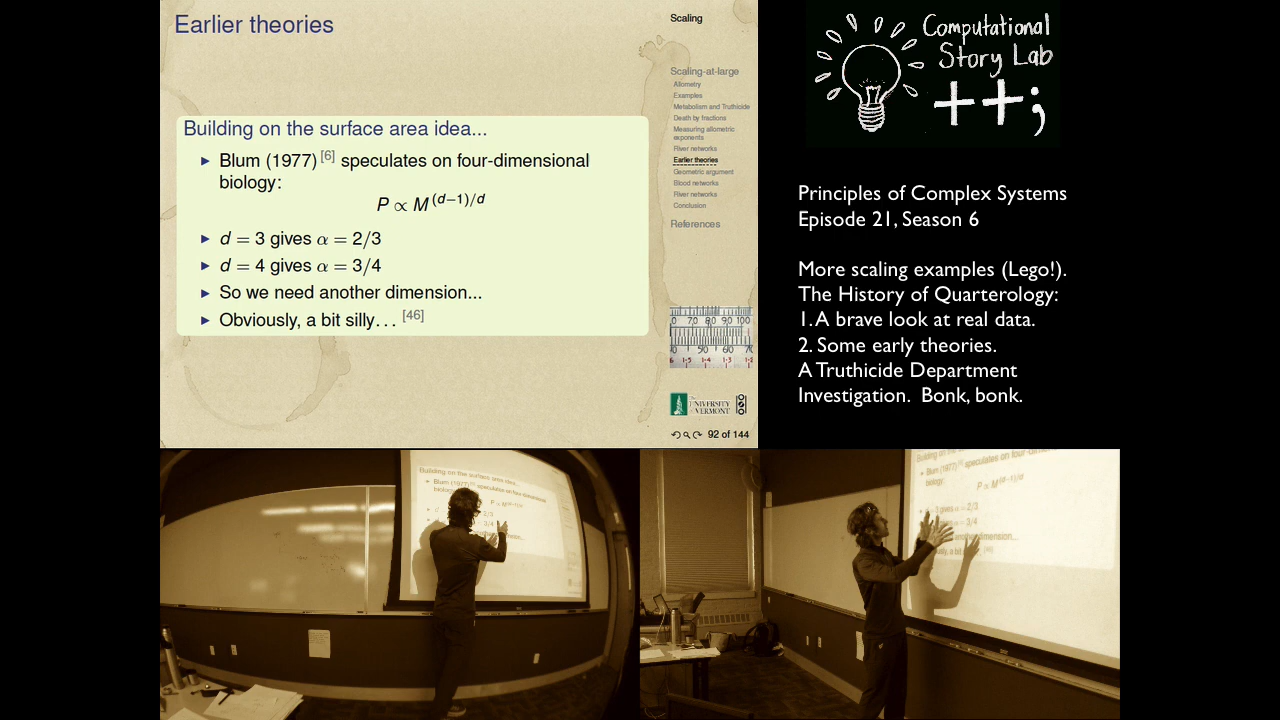 Earlier theories
Building on the surface area idea...
▶ Blum (1977) [6] speculates on four-dimensional
biology:
P ∝ M^(d−1)/d
▶ d = 3 gives α = 2/3
▶ d = 4 gives α = 3/4
▶ So we need another dimension...
▶ Obviously, a bit silly... [46]
Scaling
Scaling-at-large
Allometry
Examples
Metabolism and Truthicide
Death by fractions
Measuring allometric
exponents
River networks
Earlier theories
Geometric argument
Blood networks
River networks
Conclusion
References
The
UNIVERSITY
of VERMONT
92 of 144
Computational
Story Lab
++;
Principles of Complex Systems
Episode 21, Season 6
More scaling examples (Lego!).
The History of Quarterology:
1. A brave look at real data.
2. Some early theories.
A Truthicide Department
Investigation. Bonk, bonk.